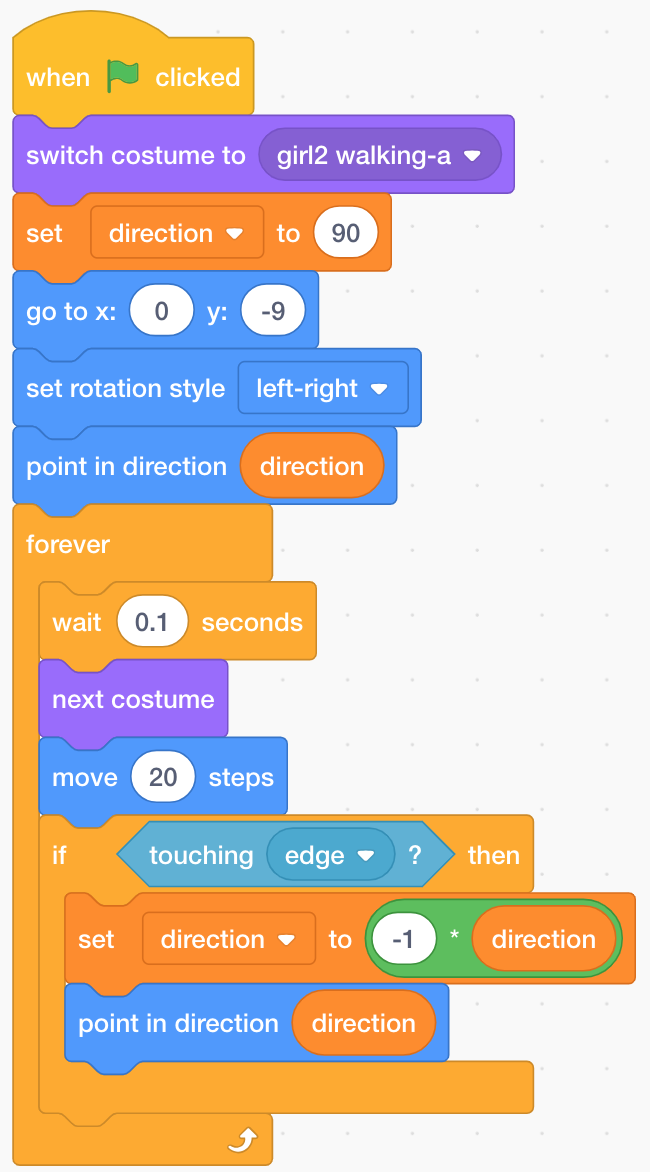 when clicked
switch costume to girl2 walking-a
set direction to 90
go to x: 0 y: -9
set rotation style left-right
point in direction direction
forever
wait 0.1 seconds
next costume
move 20 steps
if touching edge ? then
set direction to -1 * direction
point in direction direction